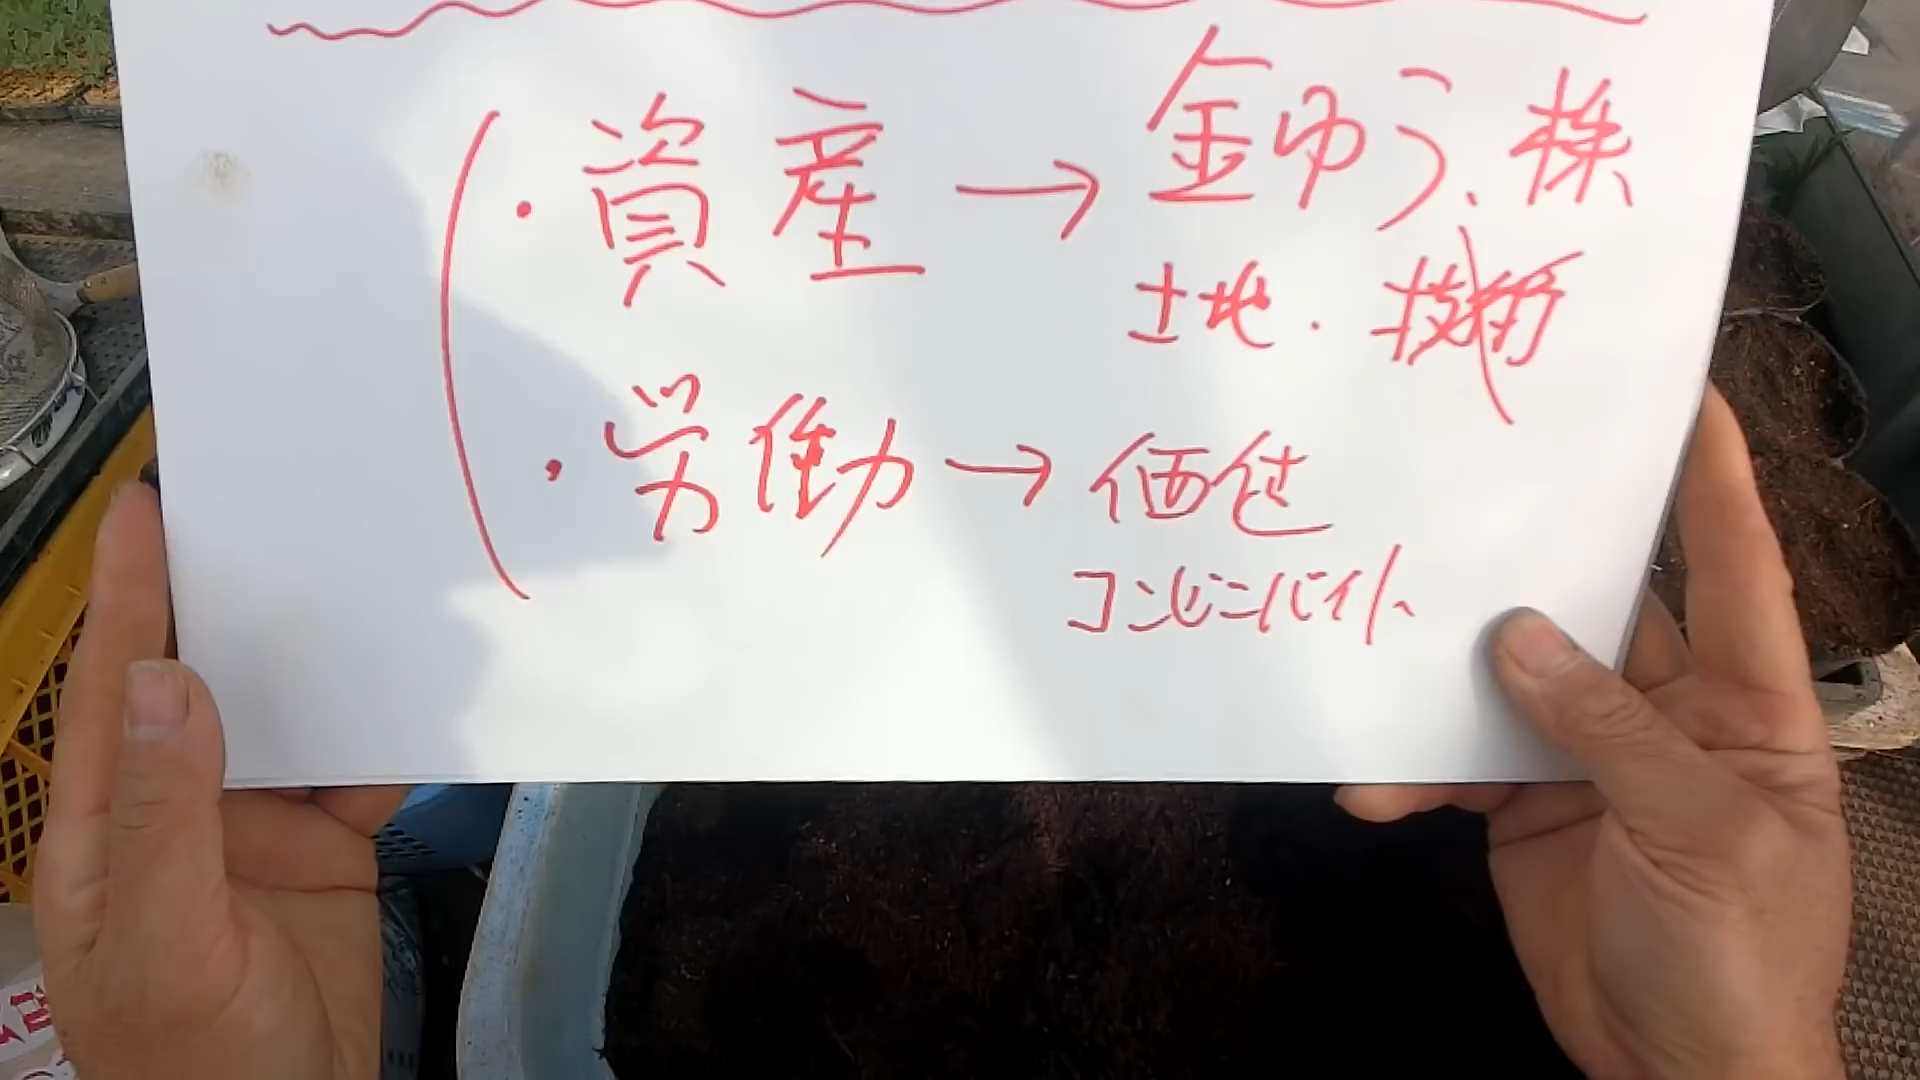 ・資産→金ゆう、株
土地・技術
・労働→価値
コンビニバイト